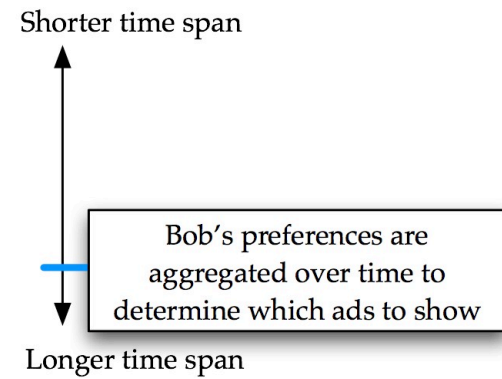 Shorter time span
Bob's preferences are
aggregated over time to
determine which ads to show
Longer time span